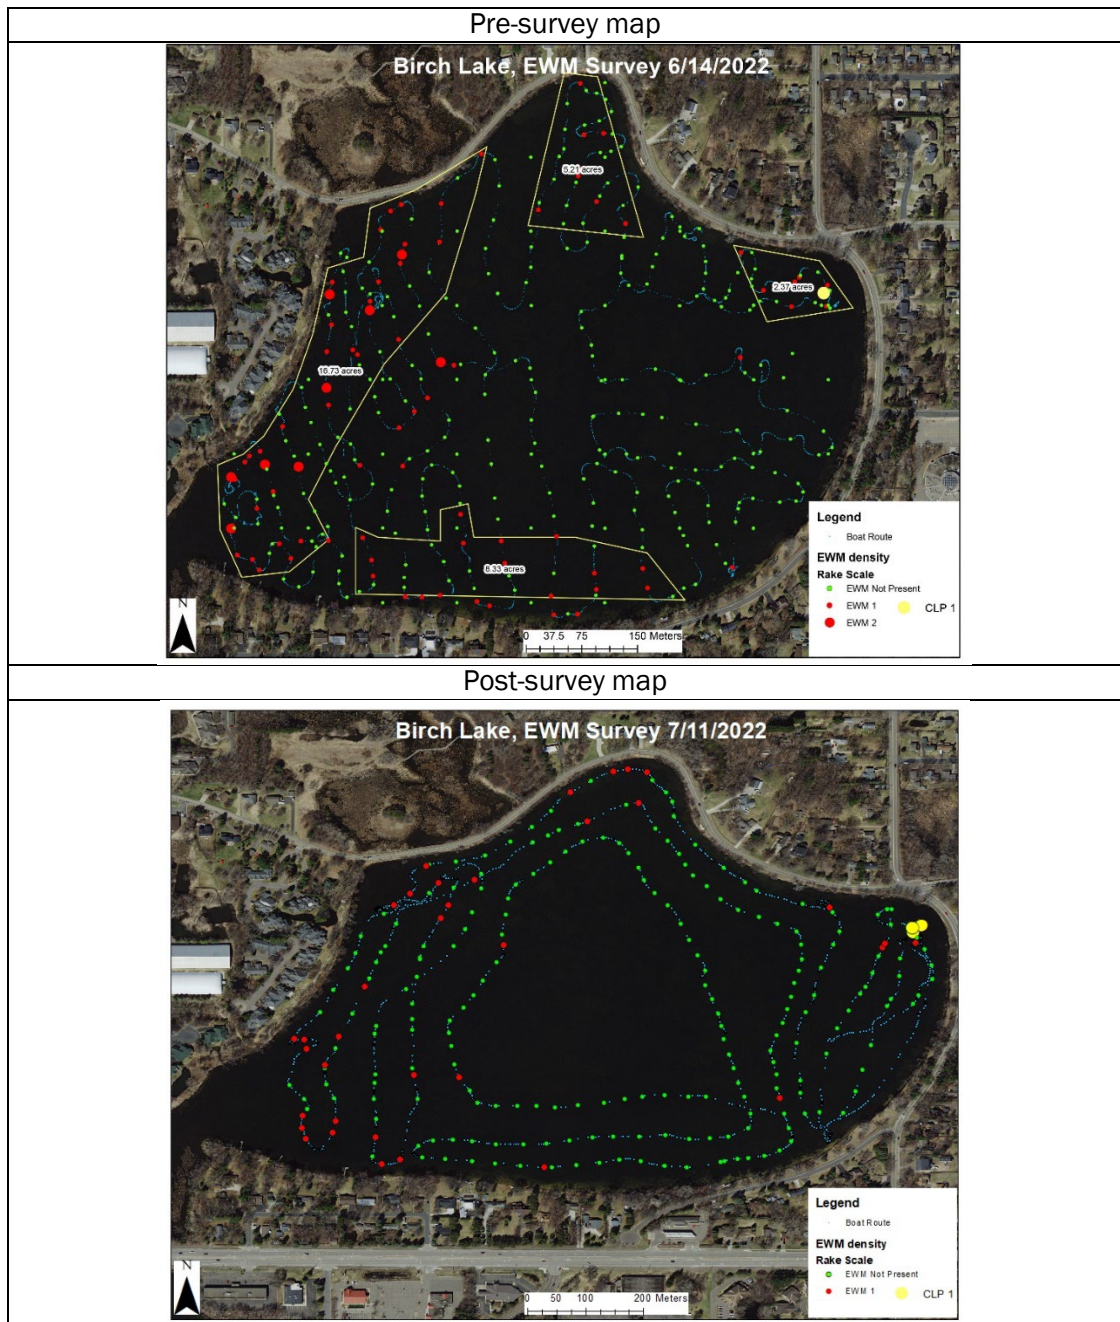 Pre-survey map
Birch Lake, EWM Survey 6/14/2022
5.21 acres
2.37 acres
16.73 acres
8.33 acres
Legend
Boat Route
EWM density
Rake Scale
EWM Not Present
EWM 1
CLP 1
EWM 2
N
0 37.5 75 150 Meters
Post-survey map
Birch Lake, EWM Survey 7/11/2022
Legend
Boat Route
EWM density
Rake Scale
EWM Not Present
EWM 1
CLP 1
N
0 50 100 200 Meters